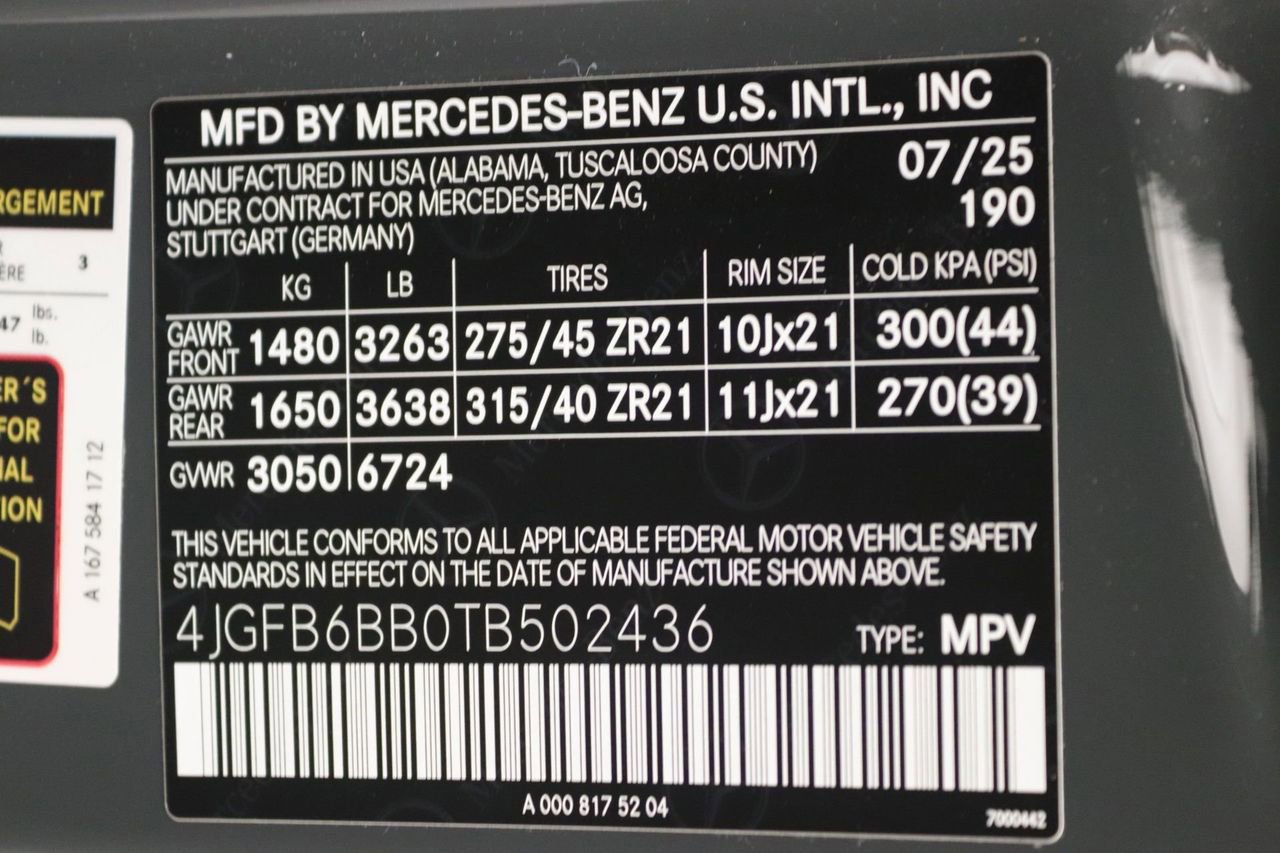 MFD BY MERCEDES-BENZ U.S. INTL., INC
MANUFACTURED IN USA (ALABAMA, TUSCALOOSA COUNTY) 07/25
UNDER CONTRACT FOR MERCEDES-BENZ AG, 190
STUTTGART (GERMANY)
KG LB TIRES RIM SIZE COLD KPA (PSI)
GAWR FRONT 1480 3263 275/45 ZR21 10Jx21 300(44)
GAWR REAR 1650 3638 315/40 ZR21 11Jx21 270(39)
GVWR 3050 6724
THIS VEHICLE CONFORMS TO ALL APPLICABLE FEDERAL MOTOR VEHICLE SAFETY
STANDARDS IN EFFECT ON THE DATE OF MANUFACTURE SHOWN ABOVE.
4JGFB6BB0TB502436 TYPE: MPV
A 000 817 52 04
7000442
RGEMENT
R
ÈRE 3
47 lbs.
lb.
ER´S
FOR
IAL
ION
A 167 584 17 12